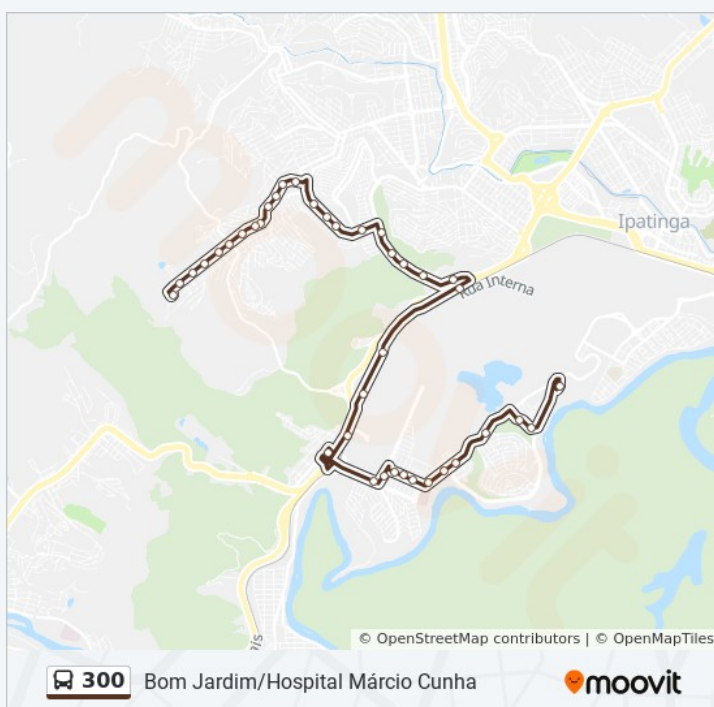 Ipatinga
Rua Interna
© OpenStreetMap contributors | © OpenMapTiles
300 Bom Jardim/Hospital Márcio Cunha
moovit